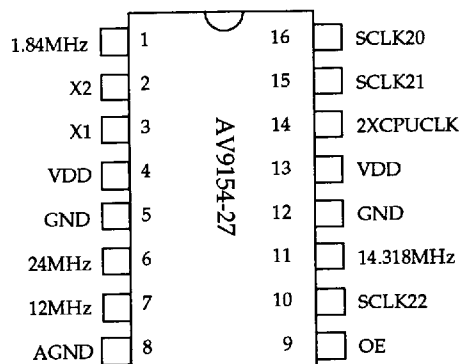 1.84MHz 1 16 SCLK20
X2 2 15 SCLK21
X1 3 14 2XCPUCLK
VDD 4 13 VDD
GND 5 12 GND
24MHz 6 11 14.318MHz
12MHz 7 10 SCLK22
AGND 8 9 OE
AV9154-27